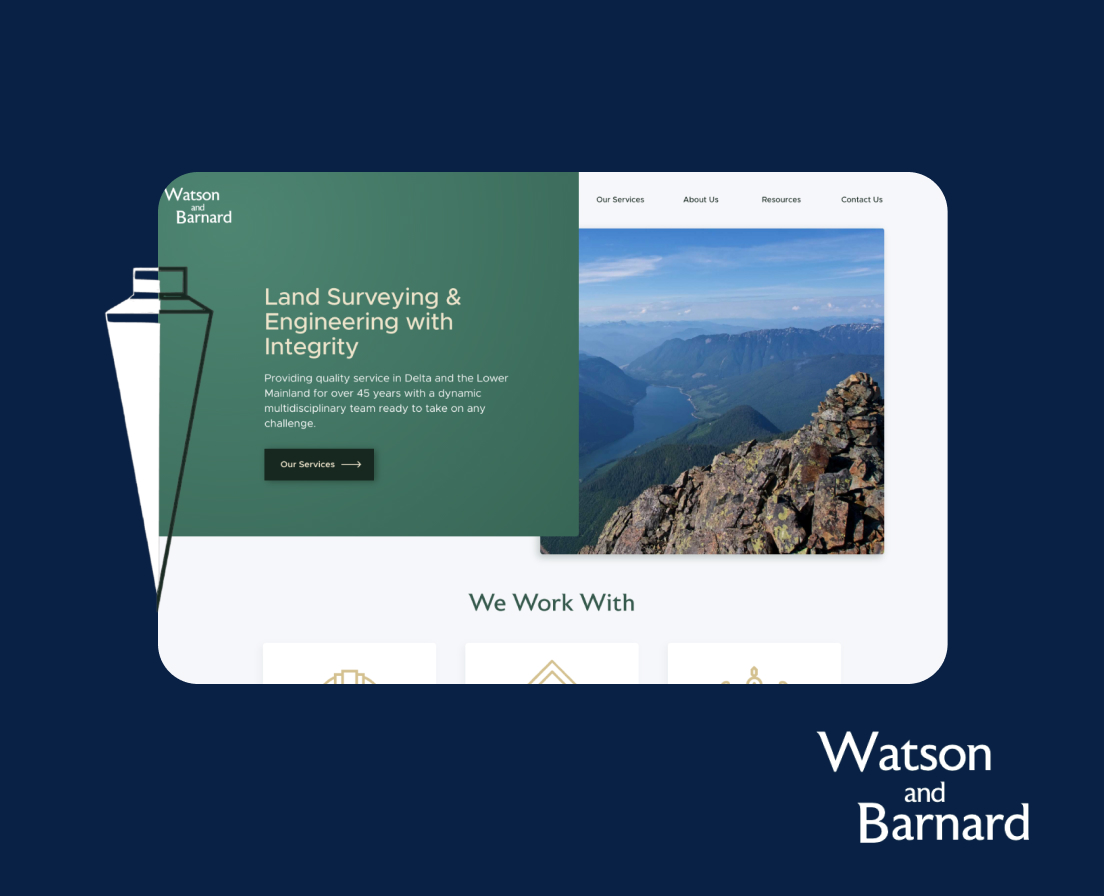 Watson
and
Barnard
Our Services
About Us
Resources
Contact Us
Land Surveying &
Engineering with
Integrity
Providing quality service in Delta and the Lower
Mainland for over 45 years with a dynamic
multidisciplinary team ready to take on any
challenge.
Our Services
We Work With
Watson
and
Barnard